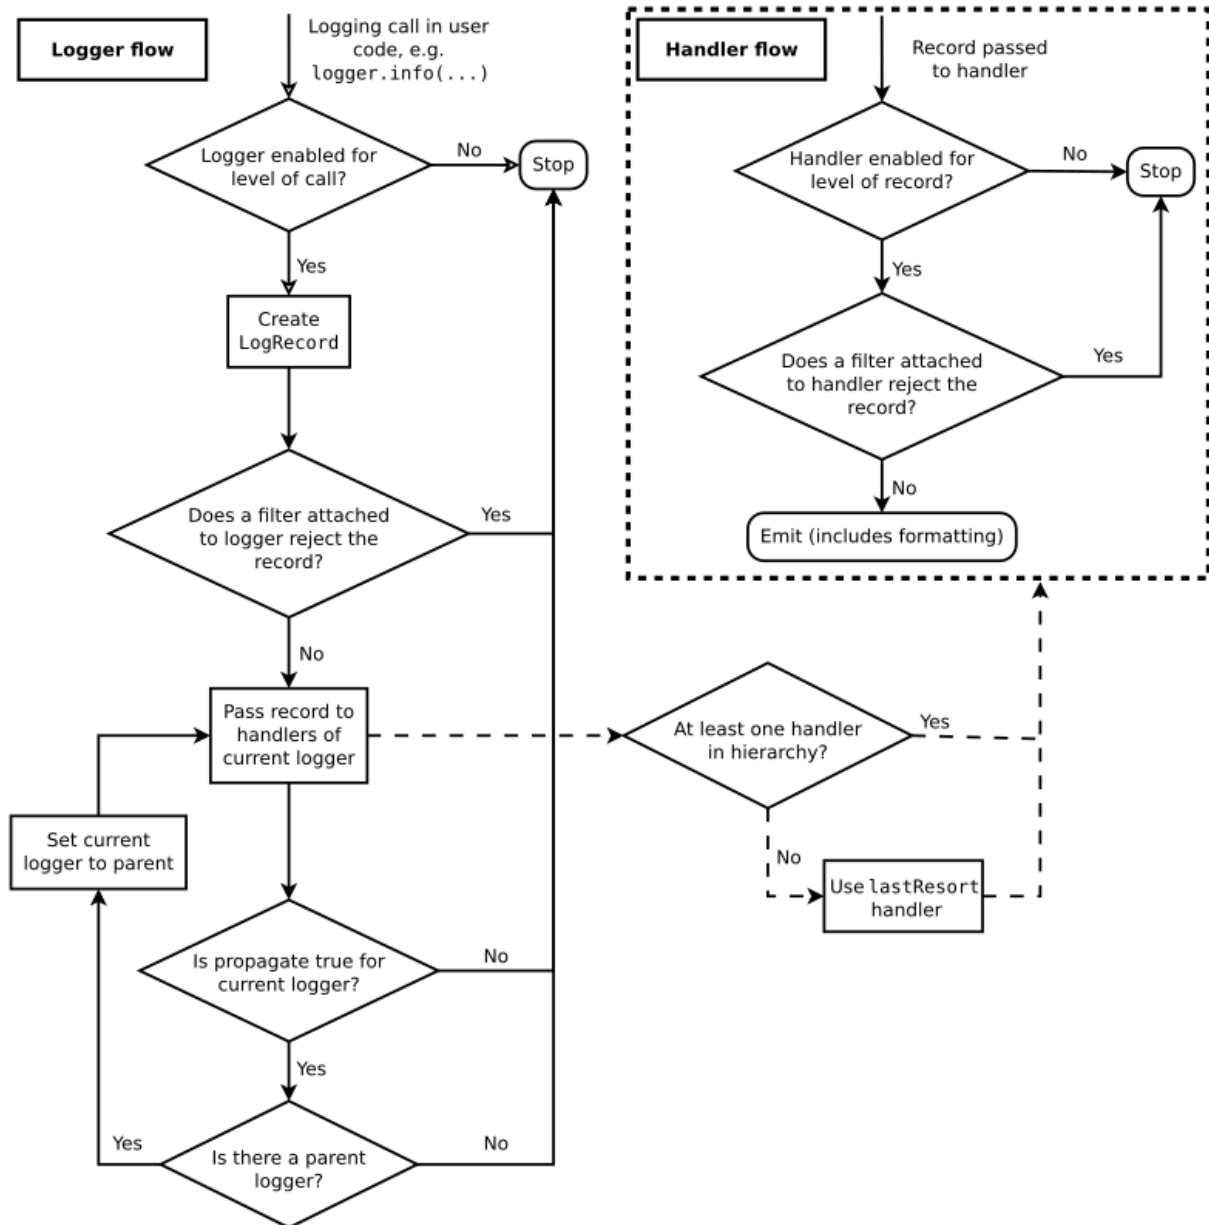 Logger flow
Logging call in user
code, e.g.
logger.info(...)
Logger enabled for
level of call?
No
Stop
Yes
Create
LogRecord
Does a filter attached
to logger reject the
record?
Yes
No
Pass record to
handlers of
current logger
Set current
logger to parent
Is propagate true for
current logger?
No
Yes
Is there a parent
logger?
Yes
No
At least one handler
in hierarchy?
Yes
No
Use lastResort
handler
Handler flow
Record passed
to handler
Handler enabled for
level of record?
No
Stop
Yes
Does a filter attached
to handler reject the
record?
Yes
No
Emit (includes formatting)